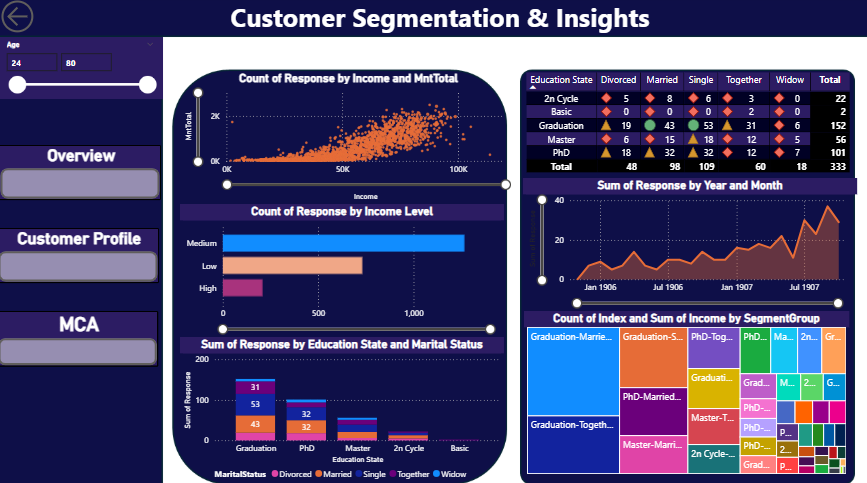 Customer Segmentation & Insights
Age
24 80
Overview
Customer Profile
MCA
Count of Response by Income and MntTotal
MntTotal
2K
0K
0K 50K 100K
Income
Count of Response by Income Level
Medium
Low
High
0 500 1,000
Sum of Response by Education State and Marital Status
Sum of Response
200
100
0
31
53
43
32
32
Graduation PhD Master 2n Cycle Basic
Education State
MaritalStatus Divorced Married Single Together Widow
Education State Divorced Married Single Together Widow Total
2n Cycle 5 8 6 3 0 22
Basic 0 0 0 2 0 2
Graduation 19 43 53 31 6 152
Master 6 15 18 12 5 56
PhD 18 32 32 12 7 101
Total 48 98 109 60 18 333
Sum of Response by Year and Month
40
20
0
Jan 1906 Jul 1906 Jan 1907 Jul 1907
Count of Index and Sum of Income by SegmentGroup
Graduation-Marrie...
Graduation-Togeth...
Graduation-S...
PhD-Married...
Master-Marri...
PhD-Tog...
Graduati...
Master-T...
2n Cycle-...
PhD...
Ma...
2n...
Gr...
Grad...
M...
2...
G...
PhD-...
PhD-...
P...
PhD-...
2...
Grad...
P...